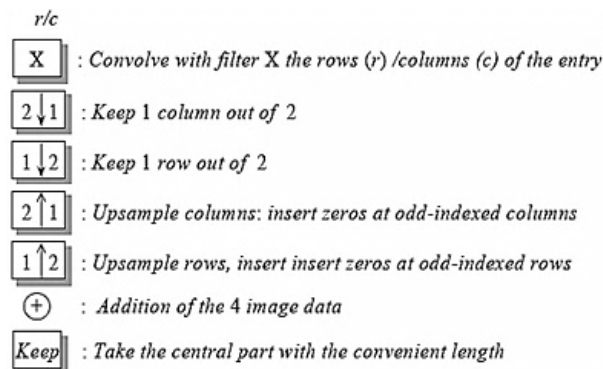 r/c
X : Convolve with filter X the rows (r) /columns (c) of the entry
2↓1 : Keep 1 column out of 2
1↓2 : Keep 1 row out of 2
2↑1 : Upsample columns: insert zeros at odd-indexed columns
1↑2 : Upsample rows, insert insert zeros at odd-indexed rows
+ : Addition of the 4 image data
Keep : Take the central part with the convenient length